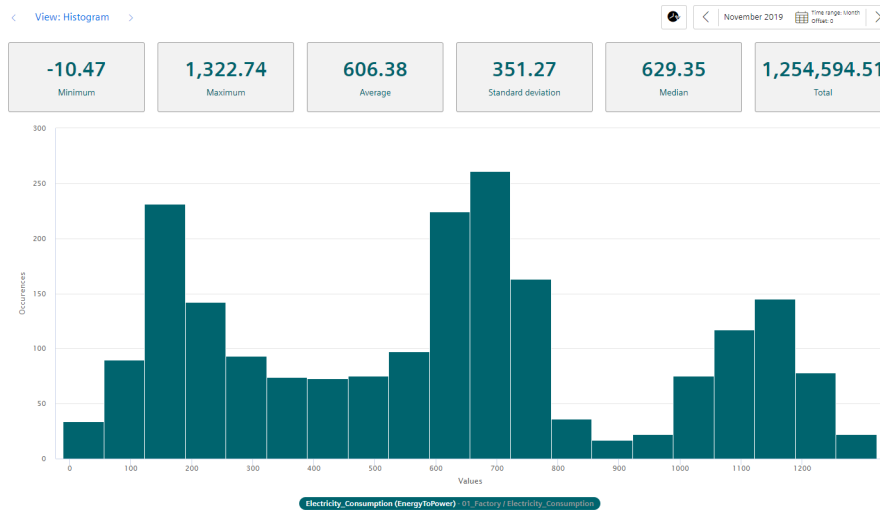 View: Histogram
November 2019
Time range: Month
Offset: 0
-10.47
Minimum
1,322.74
Maximum
606.38
Average
351.27
Standard deviation
629.35
Median
1,254,594.51
Total
300
250
200
150
100
50
0
Occurences
0 100 200 300 400 500 600 700 800 900 1000 1100 1200
Values
Electricity_Consumption (EnergyToPower) - 01_Factory / Electricity_Consumption